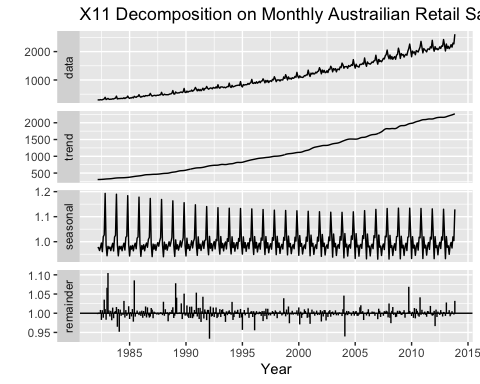 X11 Decomposition on Monthly Austrailian Retail Sa
data
2000
1000
trend
2000
1500
1000
500
seasonal
1.2
1.1
1.0
remainder
1.10
1.05
1.00
0.95
1985 1990 1995 2000 2005 2010 2015
Year